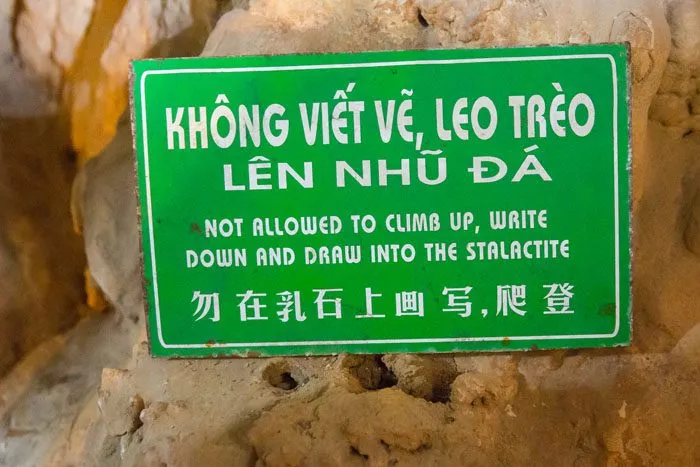 KHÔNG VIẾT VẼ, LEO TRÈO
LÊN NHŨ ĐÁ
NOT ALLOWED TO CLIMB UP, WRITE
DOWN AND DRAW INTO THE STALACTITE
勿在乳石上画写,爬登